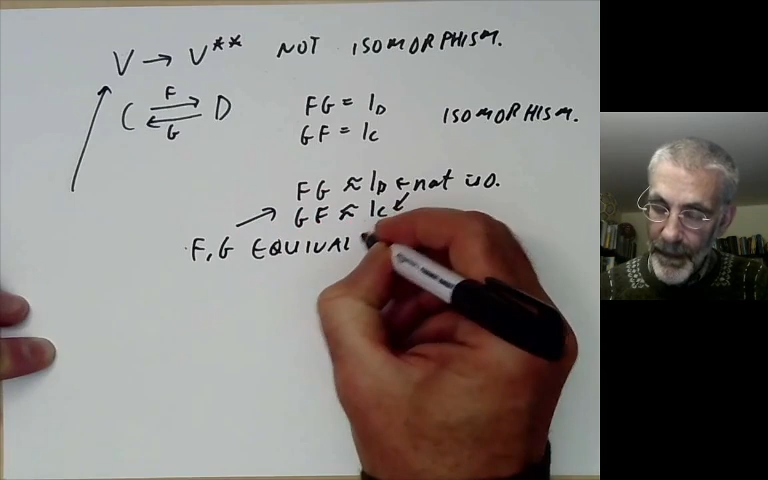 V → V** NOT ISOMORPHISM.
F
C ⇄ D FG = 1D
G GF = 1C ISOMORPHISM.
FG ≈ 1D ← nat iso.
→ GF ≈ 1C
F,G EQUIVAL